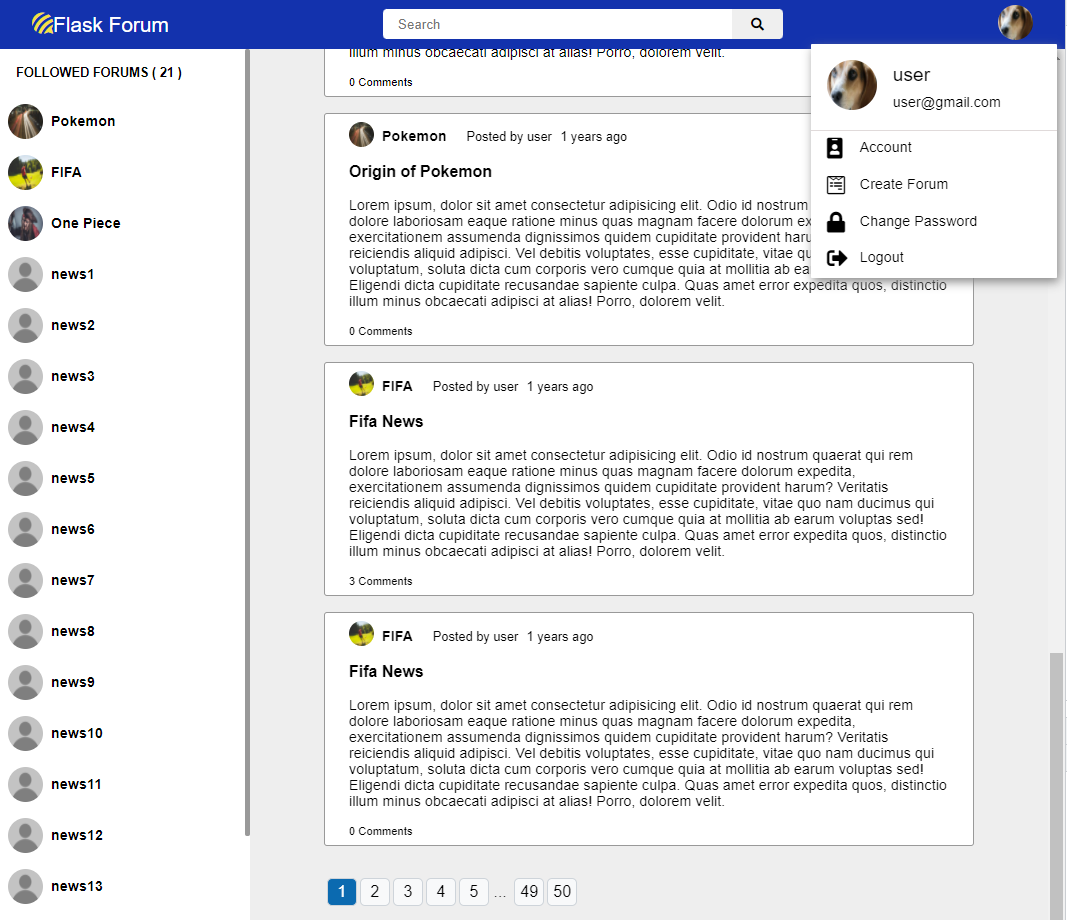 Flask Forum
Search
FOLLOWED FORUMS ( 21 )
Pokemon
FIFA
One Piece
news1
news2
news3
news4
news5
news6
news7
news8
news9
news10
news11
news12
news13
illum minus obcaecati adipisci at alias! Porro, dolorem velit.
0 Comments
Pokemon Posted by user 1 years ago
Origin of Pokemon
Lorem ipsum, dolor sit amet consectetur adipisicing elit. Odio id nostrum
dolore laboriosam eaque ratione minus quas magnam facere dolorum
exercitationem assumenda dignissimos quidem cupiditate provident
reiciendis aliquid adipisci. Vel debitis voluptates, esse cupiditate, vitae
voluptatum, soluta dicta cum corporis vero cumque quia at mollitia ab
Eligendi dicta cupiditate recusandae sapiente culpa. Quas amet error expedita quos, distinctio
illum minus obcaecati adipisci at alias! Porro, dolorem velit.
0 Comments
FIFA Posted by user 1 years ago
Fifa News
Lorem ipsum, dolor sit amet consectetur adipisicing elit. Odio id nostrum quaerat qui rem
dolore laboriosam eaque ratione minus quas magnam facere dolorum expedita,
exercitationem assumenda dignissimos quidem cupiditate provident harum? Veritatis
reiciendis aliquid adipisci. Vel debitis voluptates, esse cupiditate, vitae quo nam ducimus qui
voluptatum, soluta dicta cum corporis vero cumque quia at mollitia ab earum voluptas sed!
Eligendi dicta cupiditate recusandae sapiente culpa. Quas amet error expedita quos, distinctio
illum minus obcaecati adipisci at alias! Porro, dolorem velit.
3 Comments
FIFA Posted by user 1 years ago
Fifa News
Lorem ipsum, dolor sit amet consectetur adipisicing elit. Odio id nostrum quaerat qui rem
dolore laboriosam eaque ratione minus quas magnam facere dolorum expedita,
exercitationem assumenda dignissimos quidem cupiditate provident harum? Veritatis
reiciendis aliquid adipisci. Vel debitis voluptates, esse cupiditate, vitae quo nam ducimus qui
voluptatum, soluta dicta cum corporis vero cumque quia at mollitia ab earum voluptas sed!
Eligendi dicta cupiditate recusandae sapiente culpa. Quas amet error expedita quos, distinctio
illum minus obcaecati adipisci at alias! Porro, dolorem velit.
0 Comments
1 2 3 4 5 ... 49 50
user
user@gmail.com
Account
Create Forum
Change Password
Logout